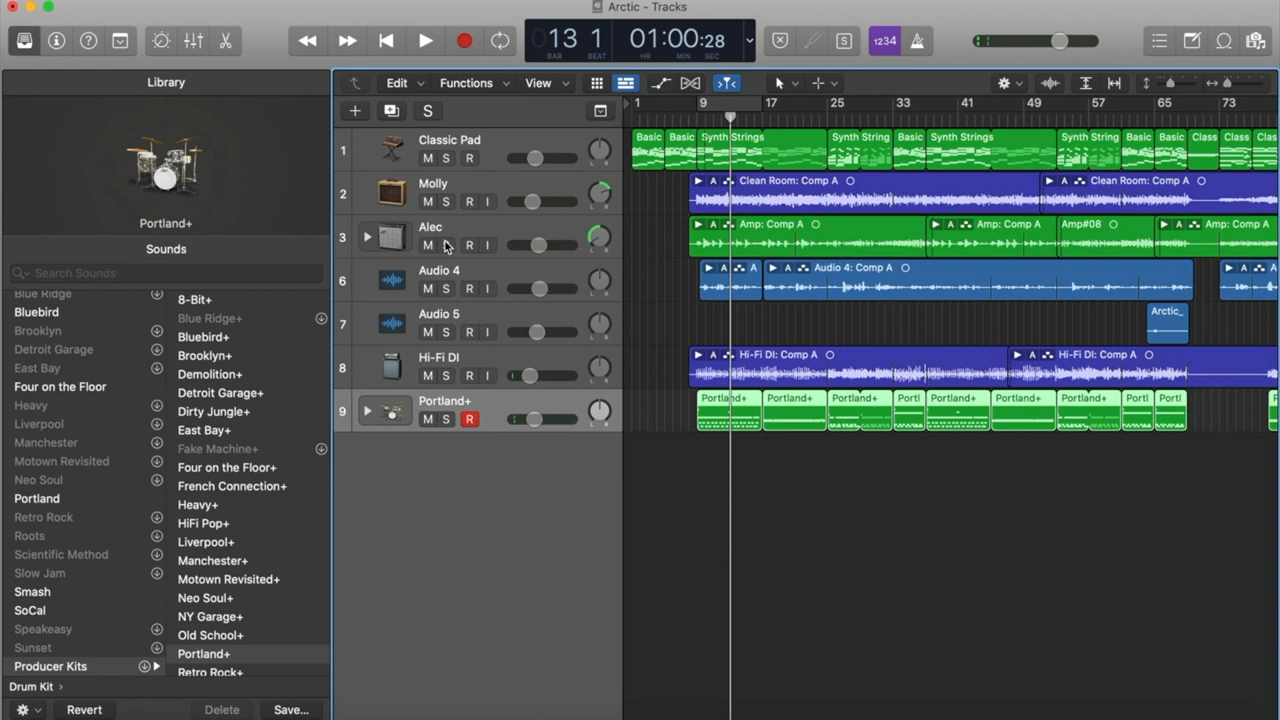 Arctic - Tracks
13 1
BAR BEAT
01:00:28
HR MIN SEC
S
1234
Library
Portland+
Sounds
Search Sounds
Blue Ridge
Bluebird
Brooklyn
Detroit Garage
East Bay
Four on the Floor
Heavy
Liverpool
Manchester
Motown Revisited
Neo Soul
Portland
Retro Rock
Roots
Scientific Method
Slow Jam
Smash
SoCal
Speakeasy
Sunset
Producer Kits
8-Bit+
Blue Ridge+
Bluebird+
Brooklyn+
Demolition+
Detroit Garage+
Dirty Jungle+
East Bay+
Fake Machine+
Four on the Floor+
French Connection+
Heavy+
HiFi Pop+
Liverpool+
Manchester+
Motown Revisited+
Neo Soul+
NY Garage+
Old School+
Portland+
Retro Rock+
Drum Kit
Revert Delete Save...
Edit Functions View
S
1 9 17 25 33 41 49 57 65 73
1 Classic Pad
M S R
Basic Basic Synth Strings Synth String Basic Synth Strings Synth String Basic Basic Class Class Class
2 Molly
M S R I
A Clean Room: Comp A A Clean Room: Comp A
3 Alec
M S R I
A Amp: Comp A A Amp: Comp A Amp#08 A Amp: Comp A
6 Audio 4
M S R I
A A A Audio 4: Comp A A
7 Audio 5
M S R I
Arctic_
8 Hi-Fi DI
M S R I
A Hi-Fi DI: Comp A A Hi-Fi DI: Comp A
9 Portland+
M S R
Portland+ Portland+ Portland+ Portl Portland+ Portland+ Portland+ Portl Portl